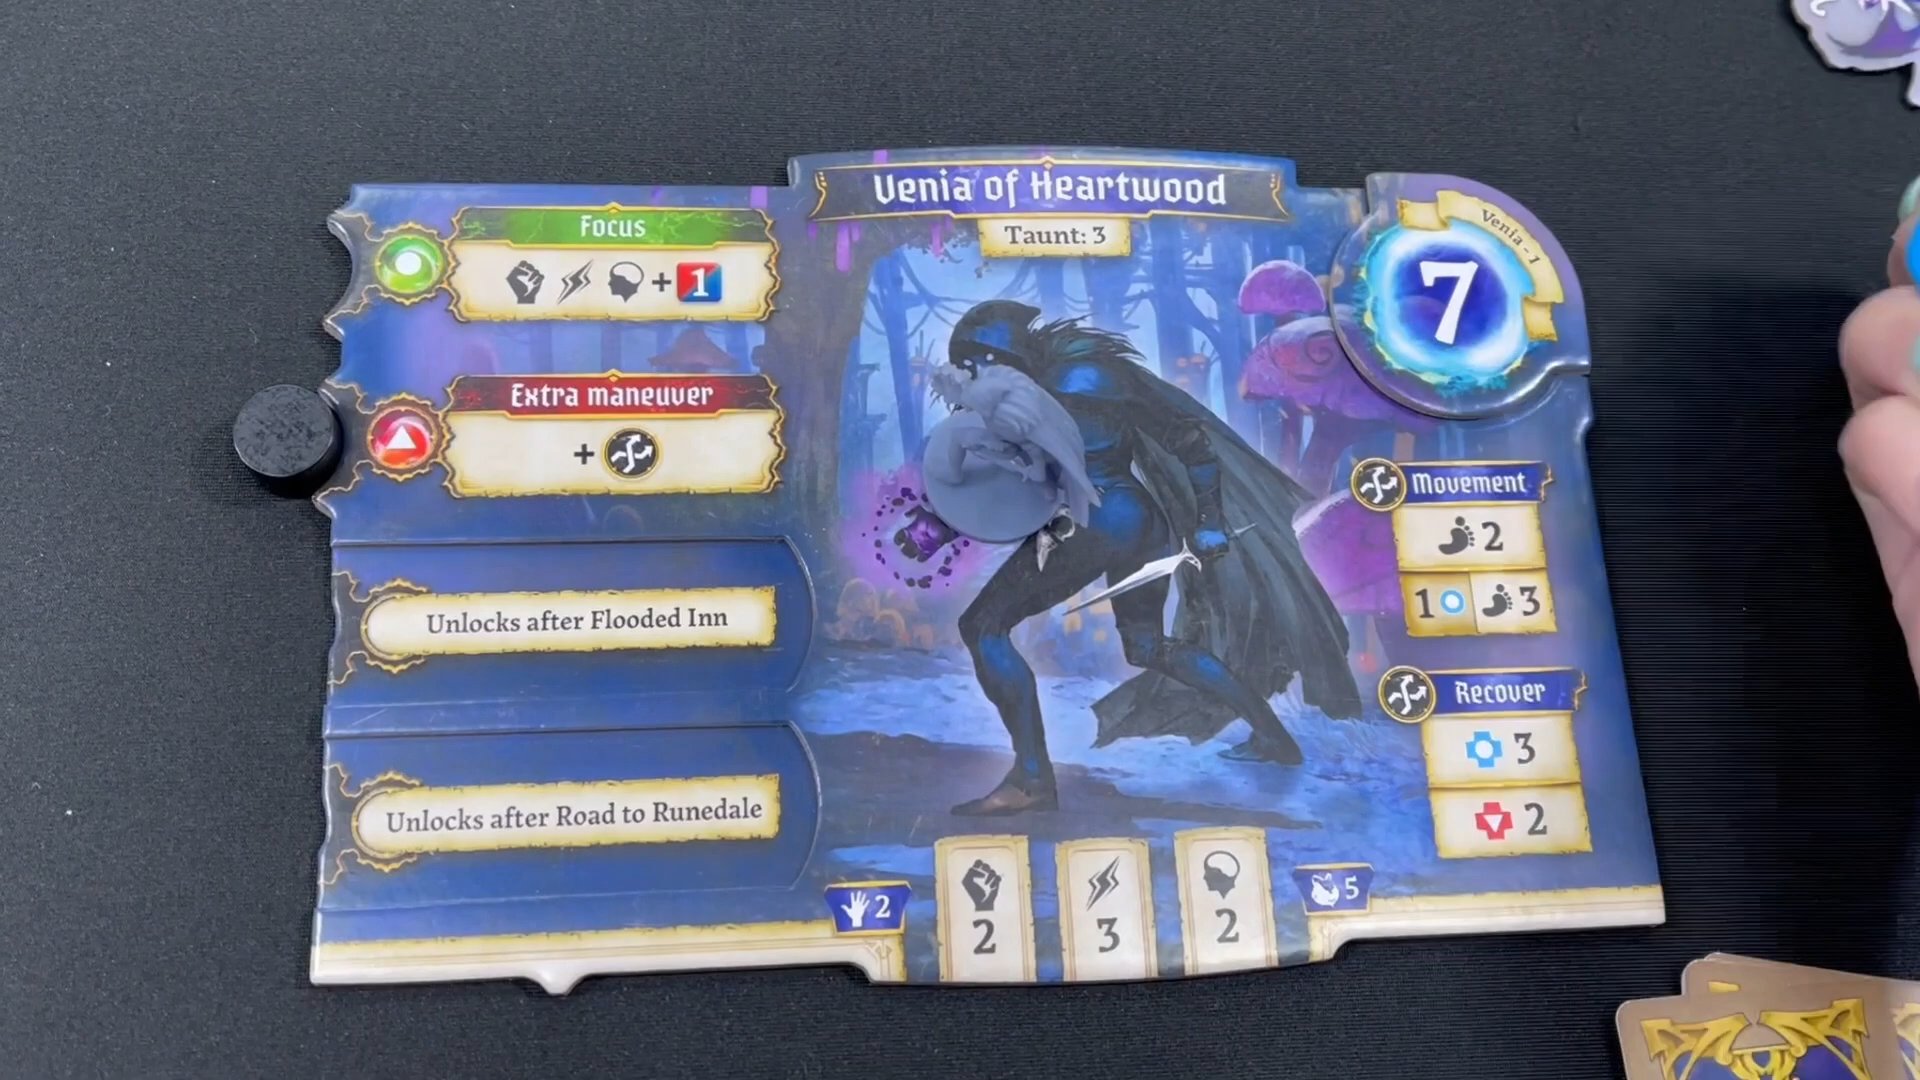 Venia of Heartwood
Taunt: 3
Venia - 1
7
Focus
+ 1
Extra maneuver
+
Unlocks after Flooded Inn
Unlocks after Road to Runedale
Movement
2
1 3
Recover
3
2
2
2
3
2
5